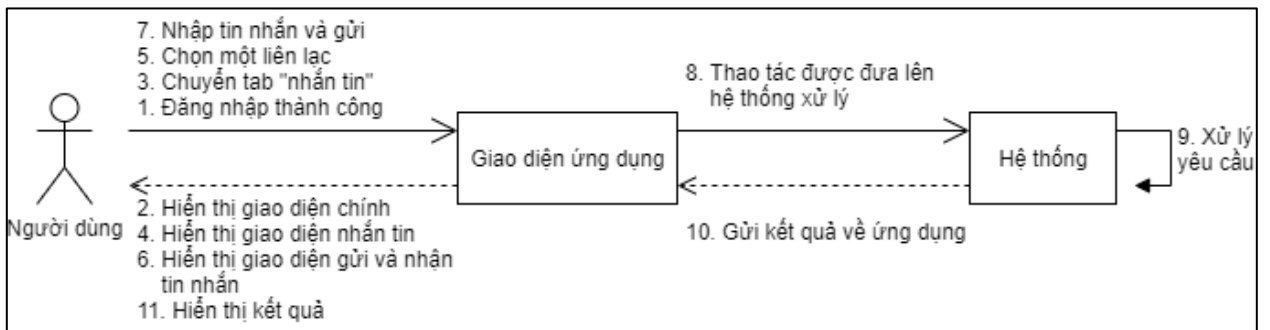 7. Nhập tin nhắn và gửi
5. Chọn một liên lạc
3. Chuyển tab "nhắn tin"
1. Đăng nhập thành công
8. Thao tác được đưa lên
hệ thống xử lý
Giao diện ứng dụng
Hệ thống
9. Xử lý
yêu cầu
Người dùng
2. Hiển thị giao diện chính
4. Hiển thị giao diện nhắn tin
6. Hiển thị giao diện gửi và nhận
tin nhắn
11. Hiển thị kết quả
10. Gửi kết quả về ứng dụng